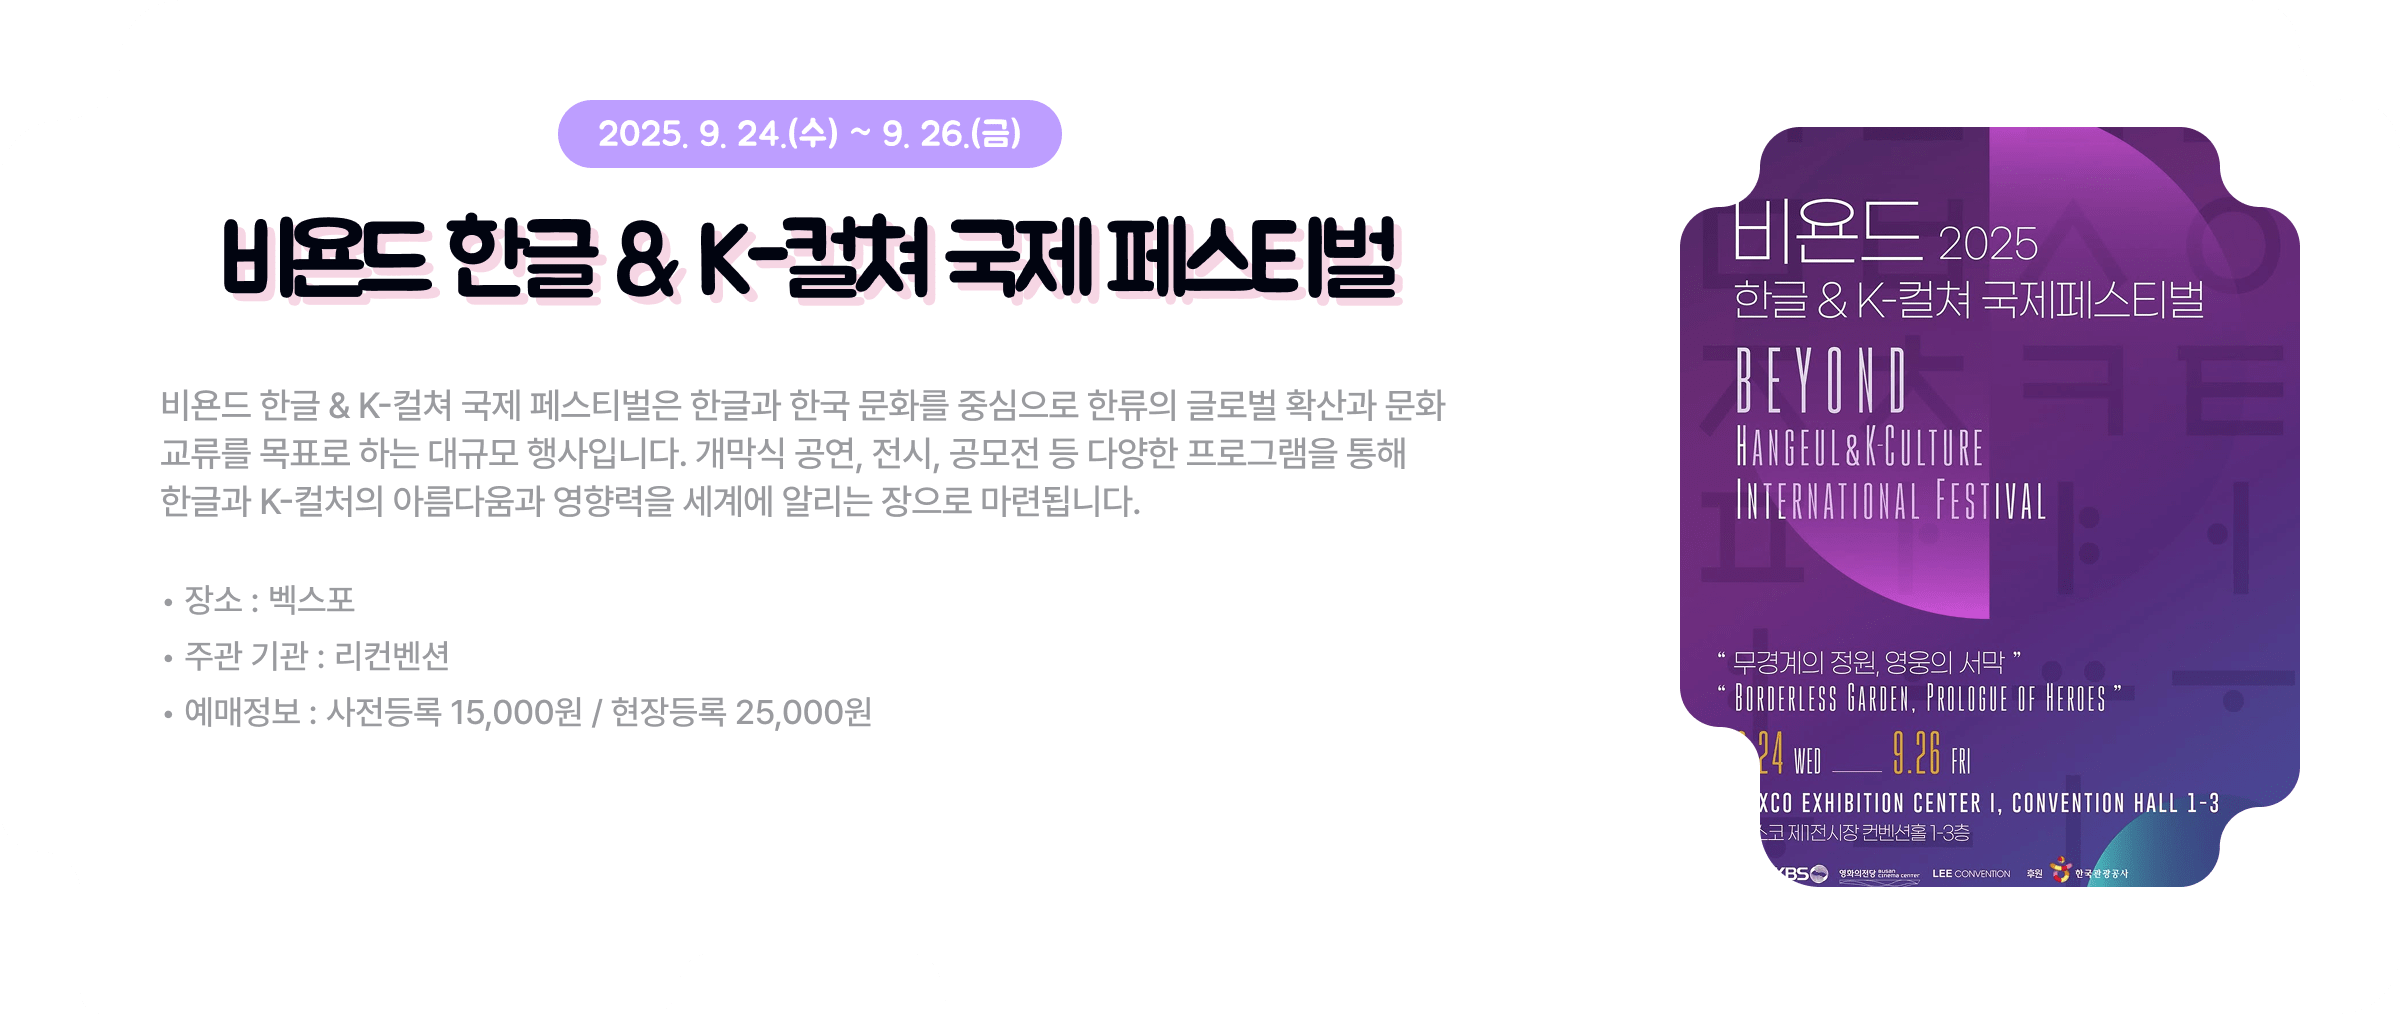 2025. 9. 24.(수) ~ 9. 26.(금)
비욘드 한글 & K-컬쳐 국제 페스티벌
비욘드 한글 & K-컬쳐 국제 페스티벌은 한글과 한국 문화를 중심으로 한류의 글로벌 확산과 문화
교류를 목표로 하는 대규모 행사입니다. 개막식 공연, 전시, 공모전 등 다양한 프로그램을 통해
한글과 K-컬처의 아름다움과 영향력을 세계에 알리는 장으로 마련됩니다.
• 장소 : 벡스포
• 주관 기관 : 리컨벤션
• 예매정보 : 사전등록 15,000원 / 현장등록 25,000원
비욘드 2025
한글 & K-컬쳐 국제페스티벌
BEYOND
HANGEUL&K-CULTURE
INTERNATIONAL FESTIVAL
“ 무경계의 정원, 영웅의 서막 ”
“ BORDERLESS GARDEN, PROLOGUE OF HEROES ”
.24 WED 9.26 FRI
XCO EXHIBITION CENTER I, CONVENTION HALL 1-3
스코 제1전시장 컨벤션홀 1-3층
KBS 영화의전당 BUSAN cinema center LEE CONVENTION 후원 한국관광공사